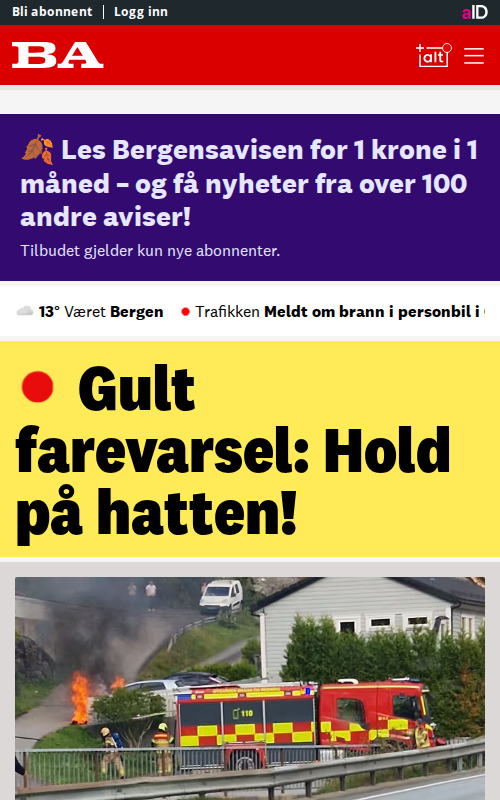 Bli abonnent | Logg inn
aID
BA
alt
Les Bergensavisen for 1 krone i 1
måned – og få nyheter fra over 100
andre aviser!
Tilbudet gjelder kun nye abonnenter.
13° Været Bergen Trafikken Meldt om brann i personbil i
Gult
farevarsel: Hold
på hatten!
110